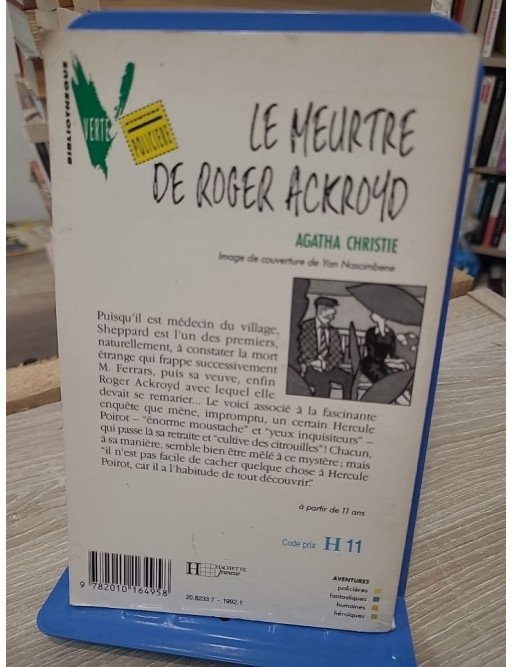 BIBLIOTHEQUE
VERTE
POLICIÈRE
LE MEURTRE
DE ROGER ACKROYD
AGATHA CHRISTIE
Image de couverture de Yan Nascimbene
Puisqu'il est médecin du village,
Sheppard est l'un des premiers,
naturellement, à constater la mort
étrange qui frappe successivement
M. Ferrars, puis sa veuve, enfin
Roger Ackroyd avec lequel elle
devait se remarier... Le voici associé à la fascinante
enquête que mène, impromptu, un certain Hercule
Poirot – "énorme moustache" et "yeux inquisiteurs" –
qui passe là sa retraite et "cultive des citrouilles"! Chacun,
à sa manière, semble bien être mêlé à ce mystère; mais
"il n'est pas facile de cacher quelque chose à Hercule
Poirot, car il a l'habitude de tout découvrir."
à partir de 11 ans
Code prix H 11
9 782010 164958
H HACHETTE
Jeunesse
20.8233.7 - 1992.1
AVENTURES
policières
fantastiques
humaines
héroïques